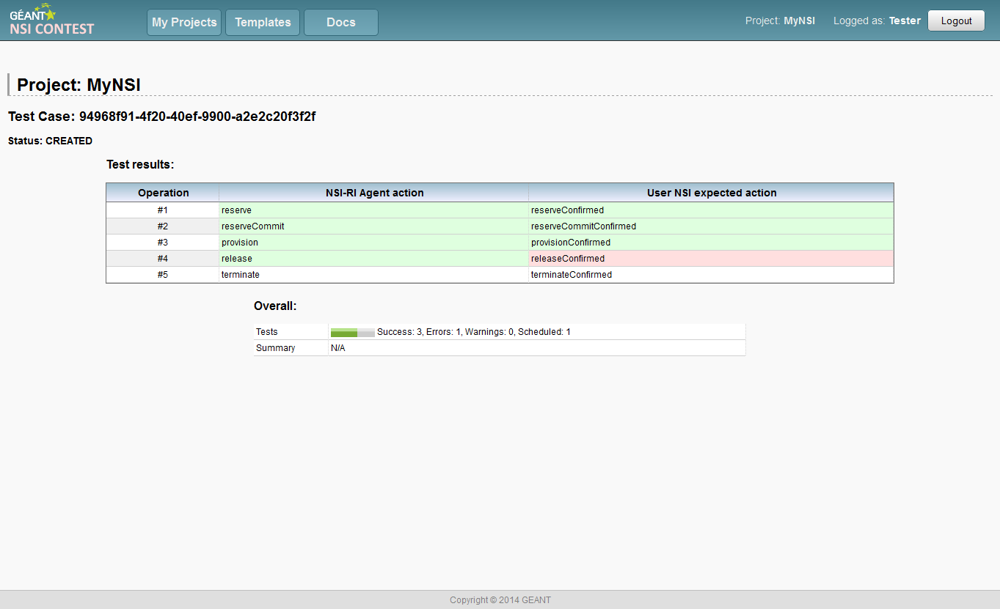 GÉANT
NSI CONTEST
My Projects Templates Docs Project: MyNSI Logged as: Tester Logout
Project: MyNSI
Test Case: 94968f91-4f20-40ef-9900-a2e2c20f3f2f
Status: CREATED
Test results:
Operation NSI-RI Agent action User NSI expected action
#1 reserve reserveConfirmed
#2 reserveCommit reserveCommitConfirmed
#3 provision provisionConfirmed
#4 release releaseConfirmed
#5 terminate terminateConfirmed
Overall:
Tests Success: 3, Errors: 1, Warnings: 0, Scheduled: 1
Summary N/A
Copyright © 2014 GEANT